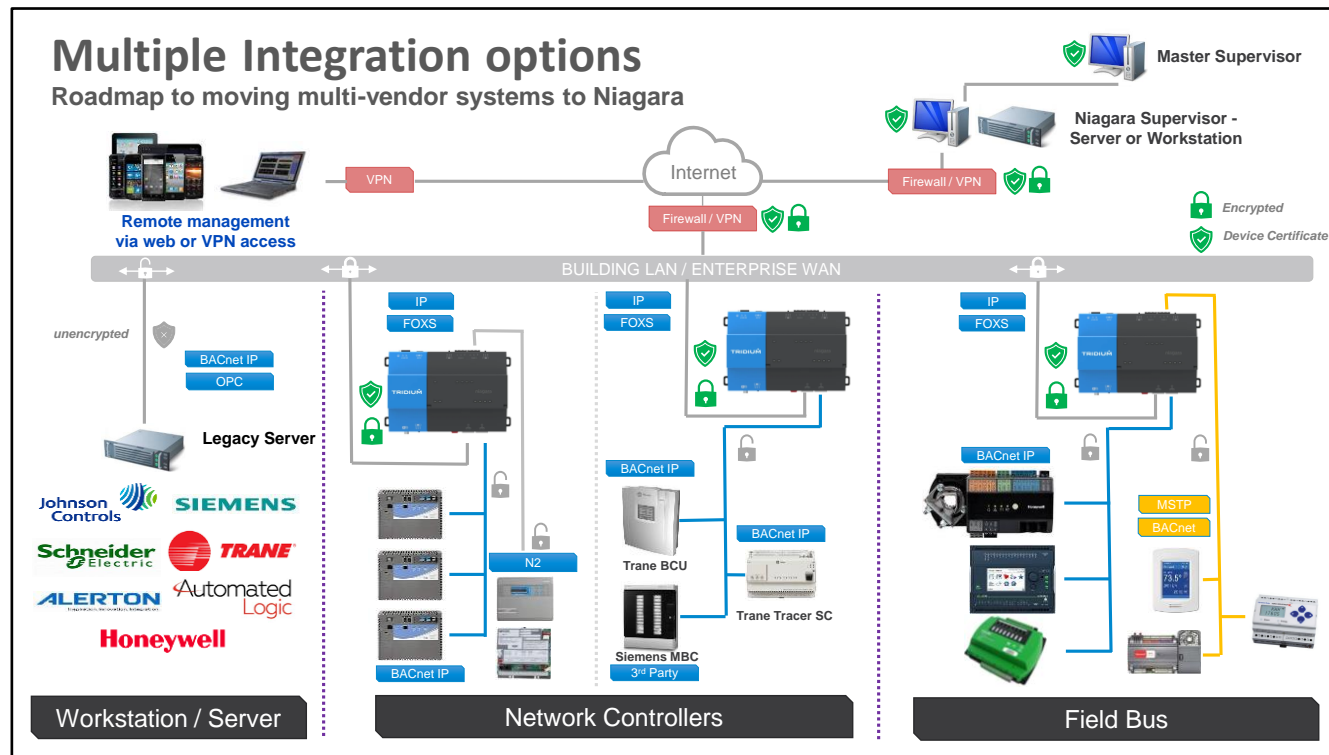 Multiple Integration options
Roadmap to moving multi-vendor systems to Niagara
Master Supervisor
Niagara Supervisor -
Server or Workstation
Internet
VPN
Firewall / VPN
Firewall / VPN
Remote management
via web or VPN access
Encrypted
Device Certificate
BUILDING LAN / ENTERPRISE WAN
unencrypted
BACnet IP
OPC
Legacy Server
Johnson
Controls
SIEMENS
Schneider
Electric
TRANE
ALERTON
Automated
Logic
Honeywell
IP
FOXS
TRIDIUM
N2
BACnet IP
IP
FOXS
TRIDIUM
BACnet IP
Trane BCU
BACnet IP
Trane Tracer SC
Siemens MBC
3rd Party
IP
FOXS
TRIDIUM
BACnet IP
Honeywell
MSTP
BACnet
73.5°
Workstation / Server
Network Controllers
Field Bus